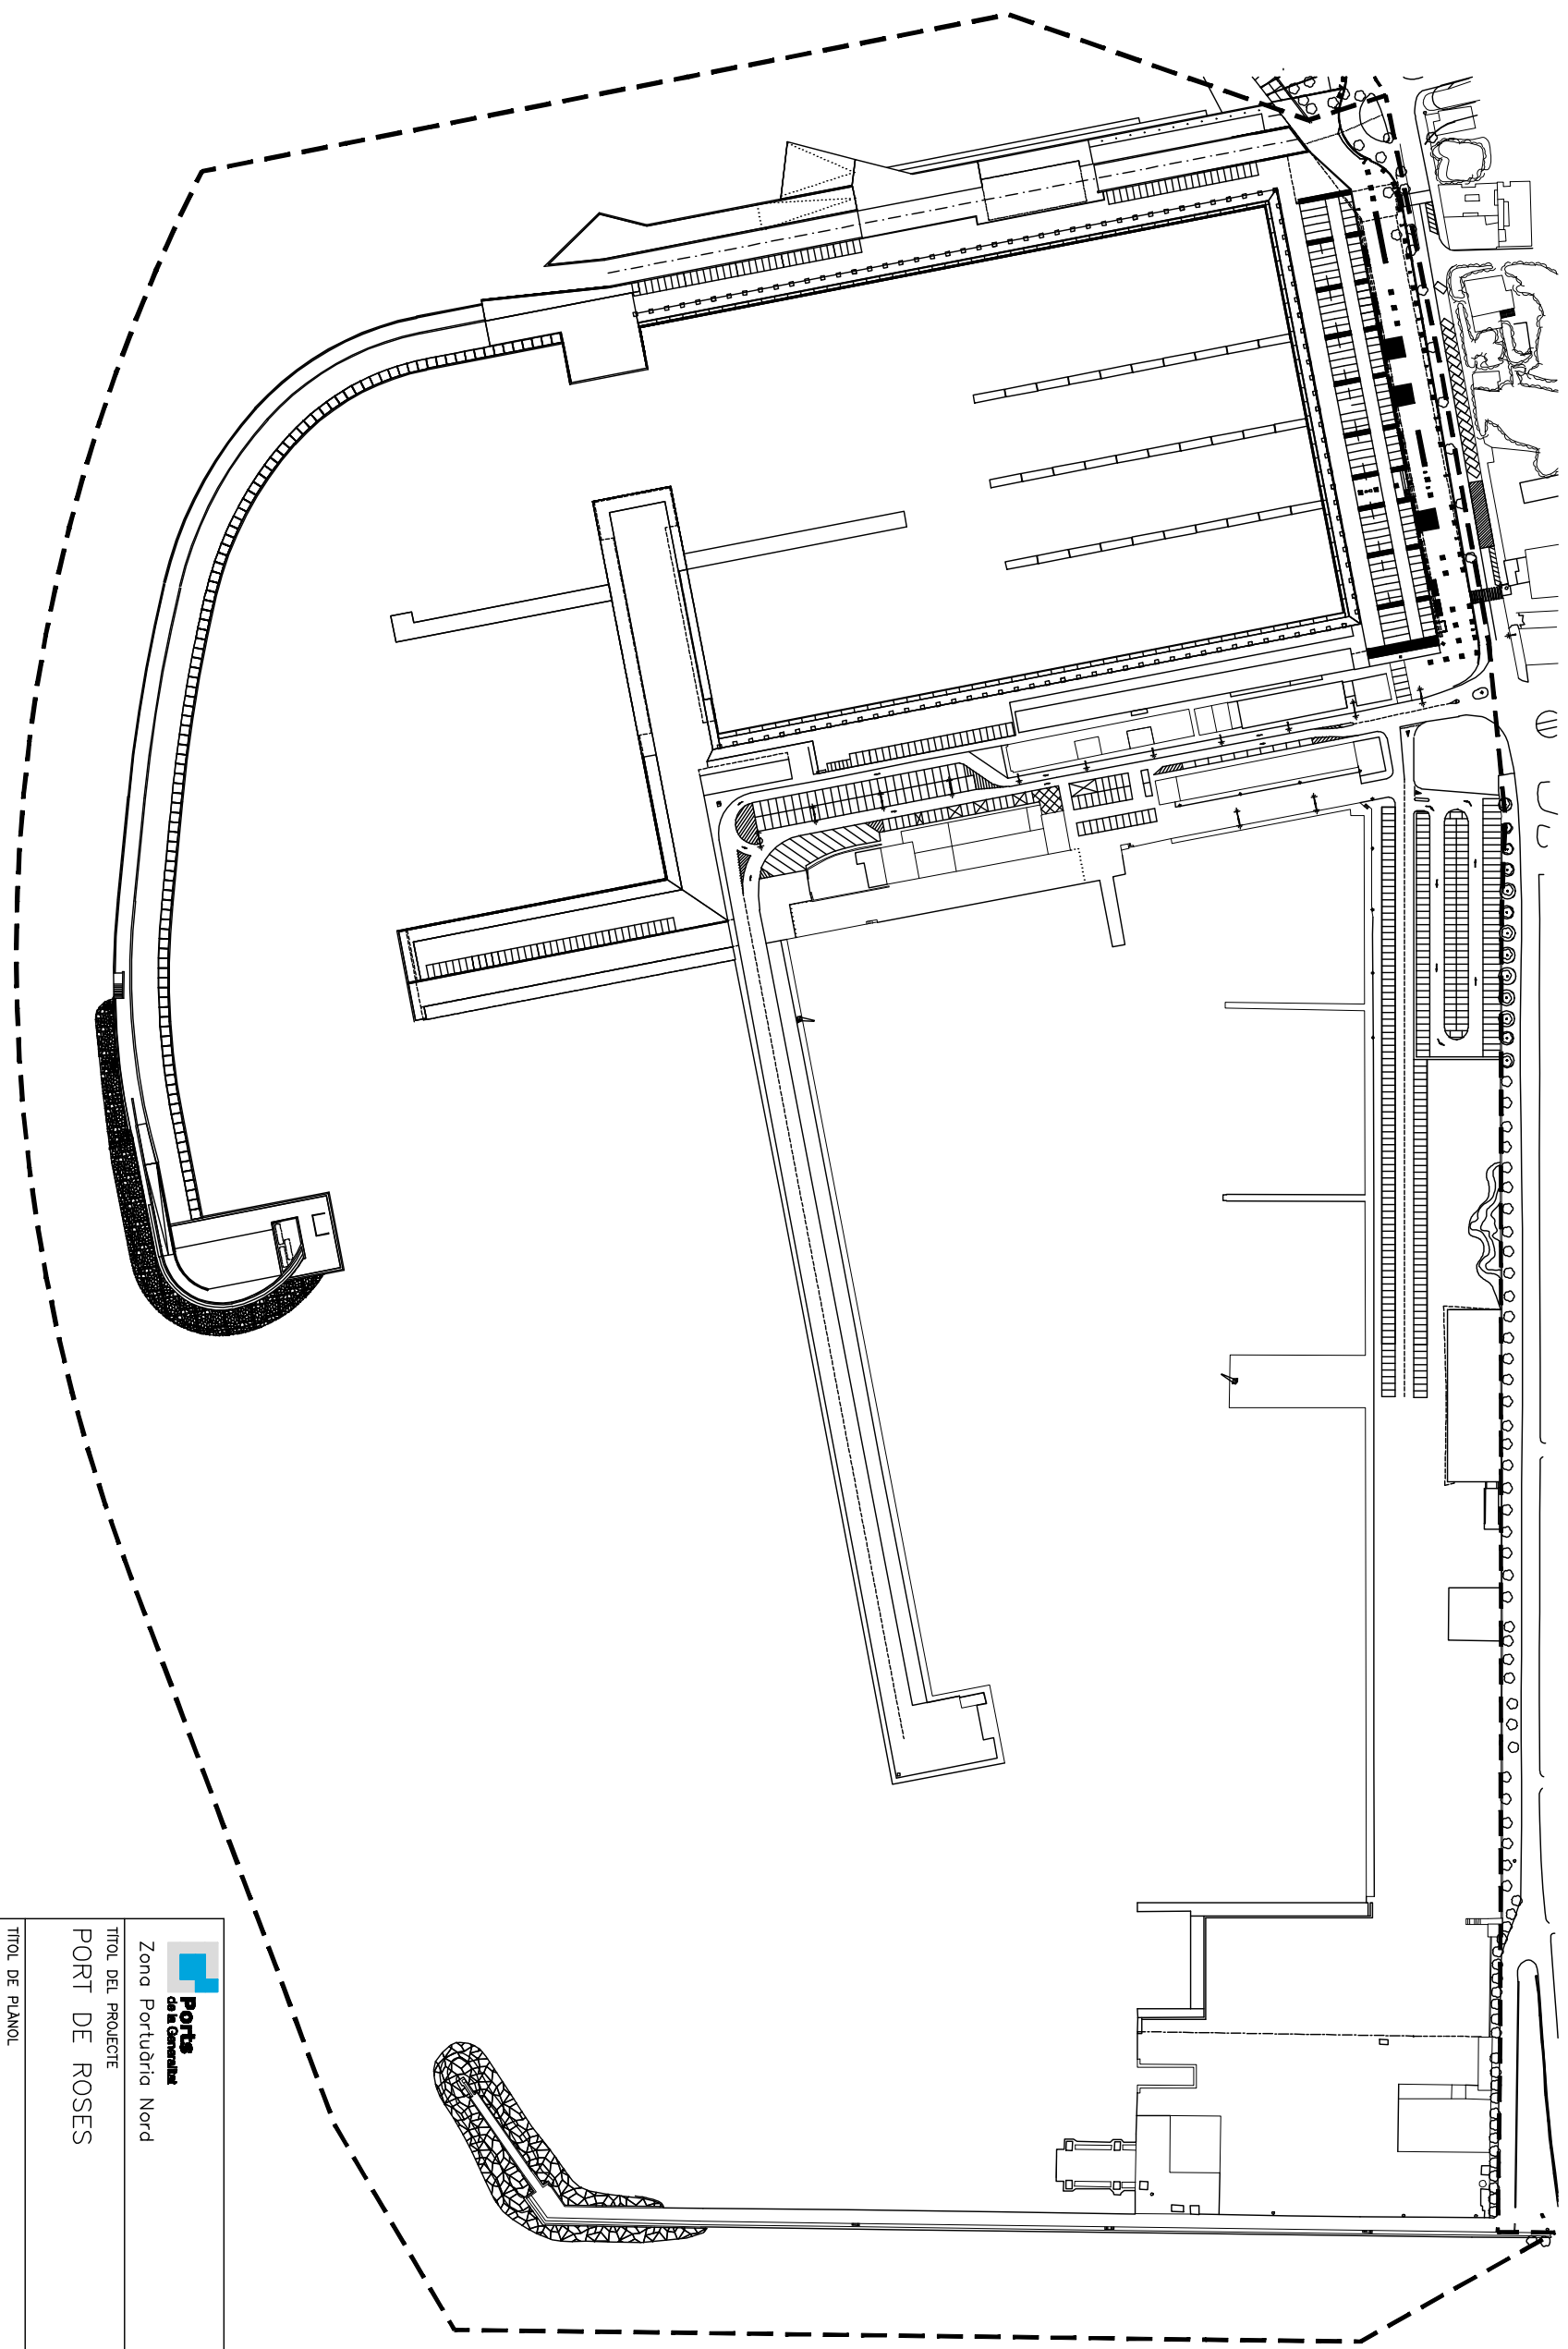 Ports
de la Generalitat
Zona Portuària Nord
TÍTOL DEL PROJECTE
PORT DE ROSES
TÍTOL DE PLÀNOL